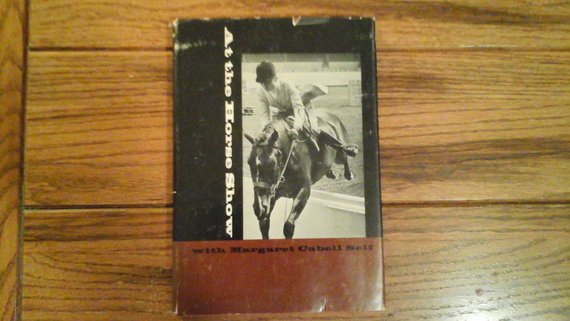 At the Horse Show
with Margaret Cabell Self